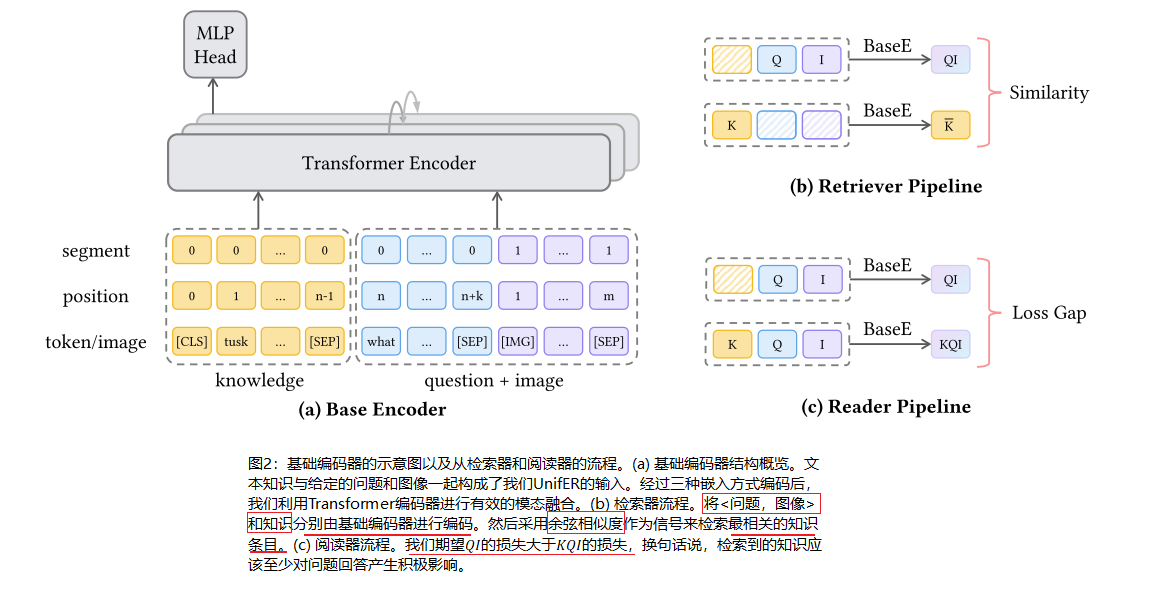 MLP
Head
Transformer Encoder
segment 0 0 ... 0 0 ... 0 1 ... 1
position 0 1 ... n-1 n ... n+k 1 ... m
token/image [CLS] tusk ... [SEP] what ... [SEP] [IMG] ... [SEP]
knowledge question + image
(a) Base Encoder
Q I BaseE QI
Similarity
K BaseE K̅
(b) Retriever Pipeline
Q I BaseE QI
Loss Gap
K Q I BaseE KQI
(c) Reader Pipeline
图2：基础编码器的示意图以及从检索器和阅读器的流程。(a) 基础编码器结构概览。文
本知识与给定的问题和图像一起构成了我们UnifER的输入。经过三种嵌入方式编码后，
我们利用Transformer编码器进行有效的模态融合。(b) 检索器流程。将<问题，图像>
和知识分别由基础编码器进行编码。然后采用余弦相似度作为信号来检索最相关的知识
条目。(c) 阅读器流程。我们期望QI的损失大于KQI的损失，换句话说，检索到的知识应
该至少对问题回答产生积极影响。